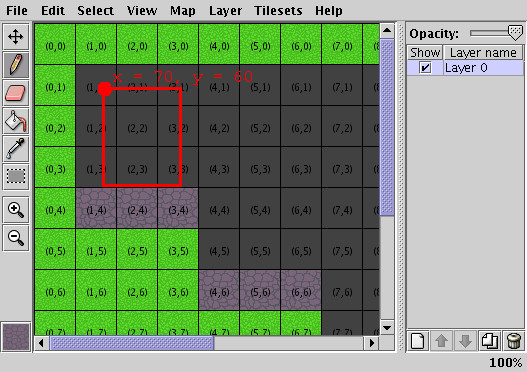 File Edit Select View Map Layer Tilesets Help
Opacity:
Show Layer name
Layer 0
(0,0) (1,0) (2,0) (3,0) (4,0) (5,0) (6,0) (7,0)
x = 70, y = 60
(0,1) (1, (2,1) (3,1) (4,1) (5,1) (6,1) (7,1)
(0,2) (1,2) (2,2) (3,2) (4,2) (5,2) (6,2) (7,2)
(0,3) (1,3) (2,3) (3,3) (4,3) (5,3) (6,3) (7,3)
(0,4) (1,4) (2,4) (3,4) (4,4) (5,4) (6,4) (7,4)
(0,5) (1,5) (2,5) (3,5) (4,5) (5,5) (6,5) (7,5)
(0,6) (1,6) (2,6) (3,6) (4,6) (5,6) (6,6) (7,6)
(0,7) (1,7) (2,7) (3,7) (4,7) (5,7) (6,7) (7,7)
100%